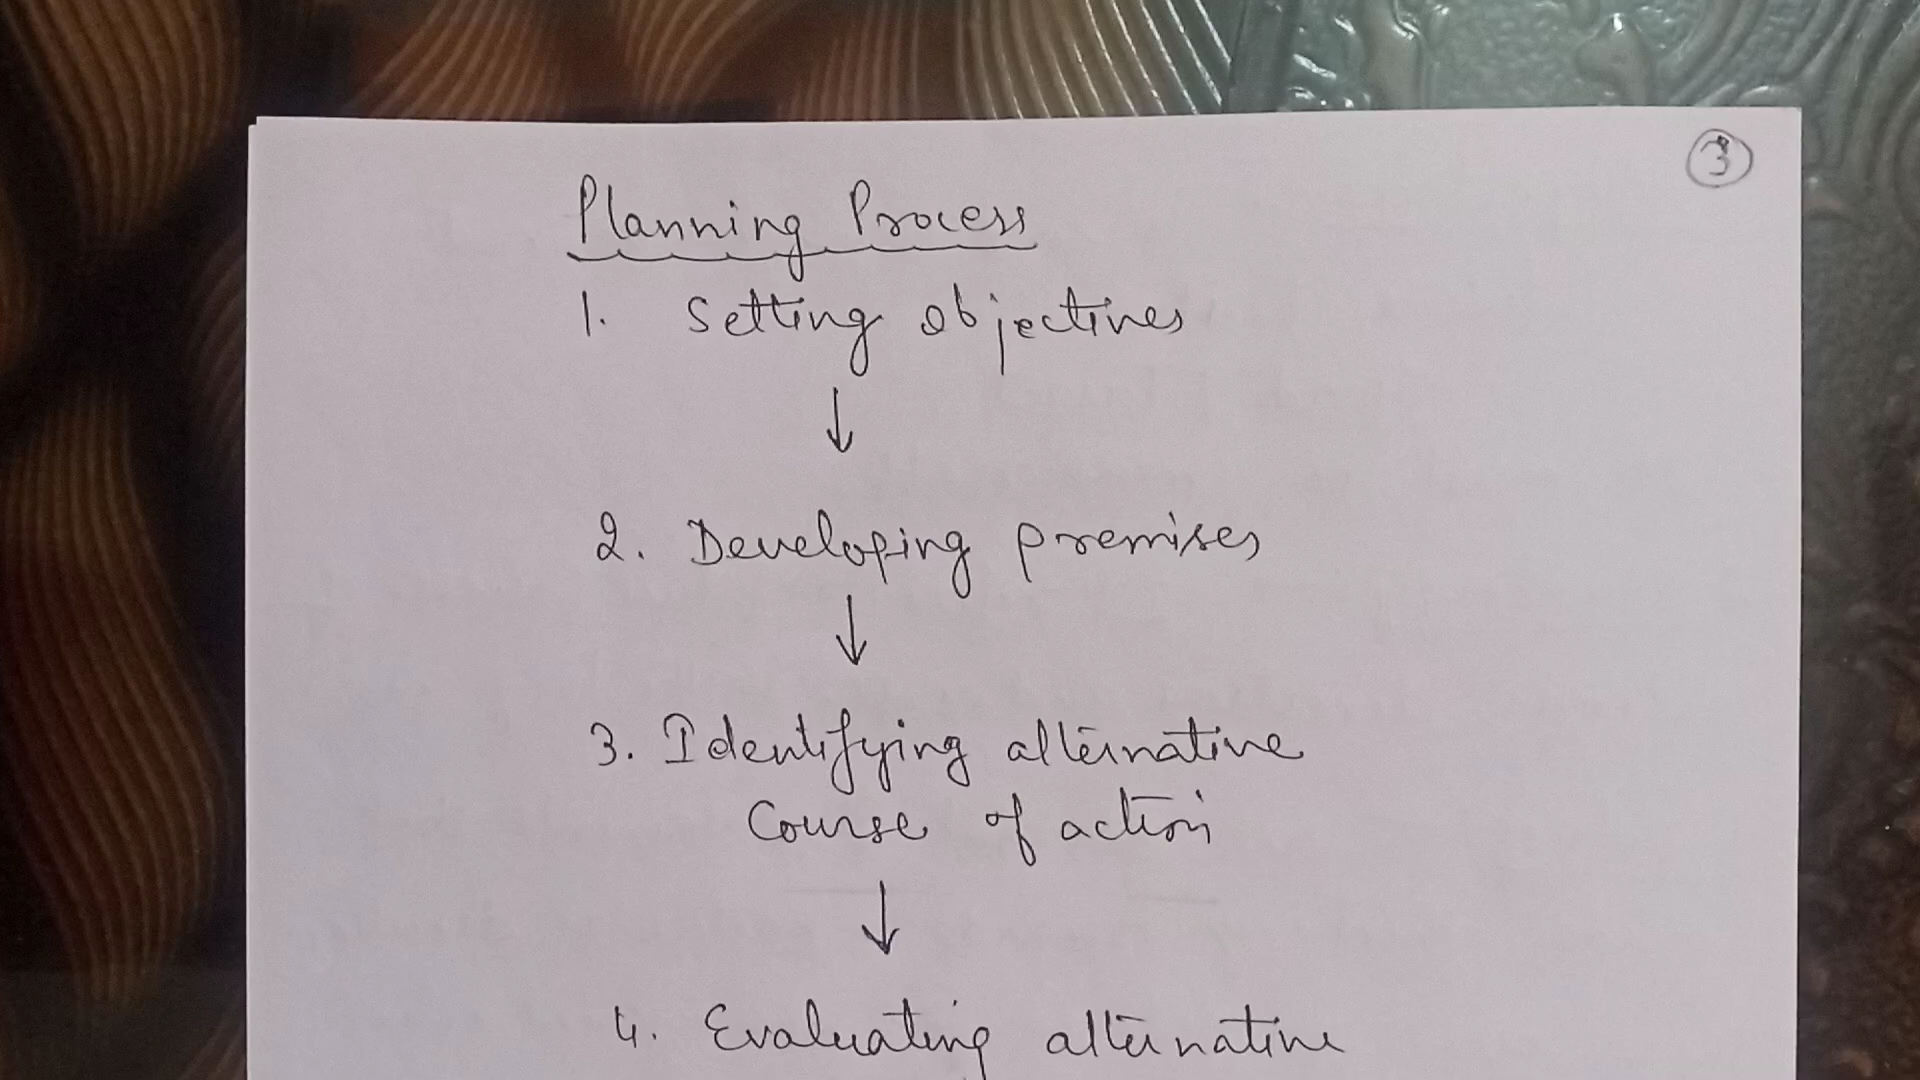 3
Planning Process
1. Setting objectives
↓
2. Developing premises
↓
3. Identifying alternative
Course of action
↓
4. Evaluating alternative